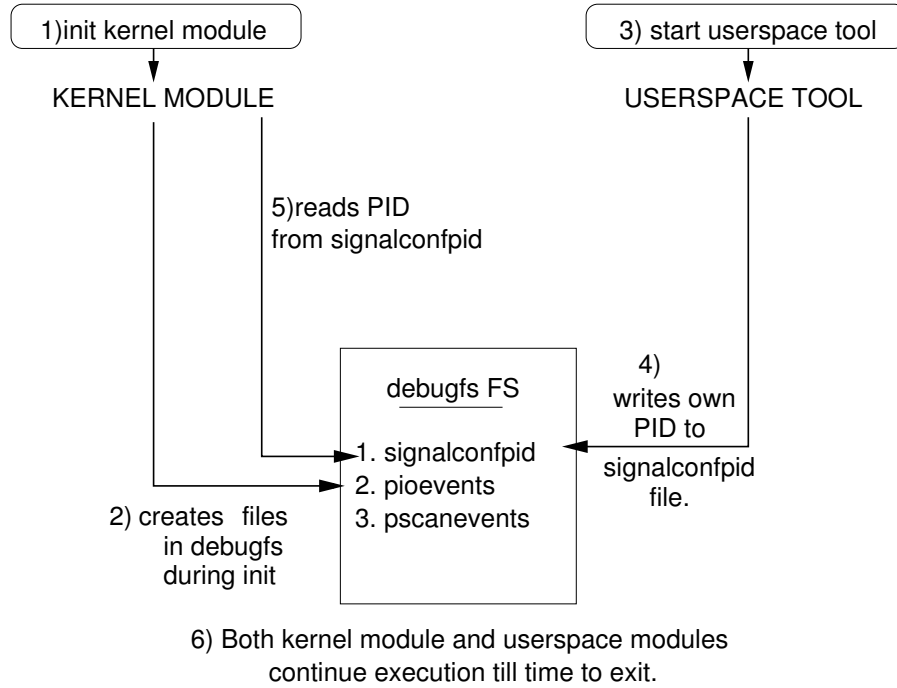 1)init kernel module
3) start userspace tool
KERNEL MODULE
USERSPACE TOOL
5)reads PID
from signalconfpid
4)
writes own
PID to
signalconfpid
file.
debugfs FS
1. signalconfpid
2. pioevents
3. pscanevents
2) creates files
in debugfs
during init
6) Both kernel module and userspace modules
continue execution till time to exit.